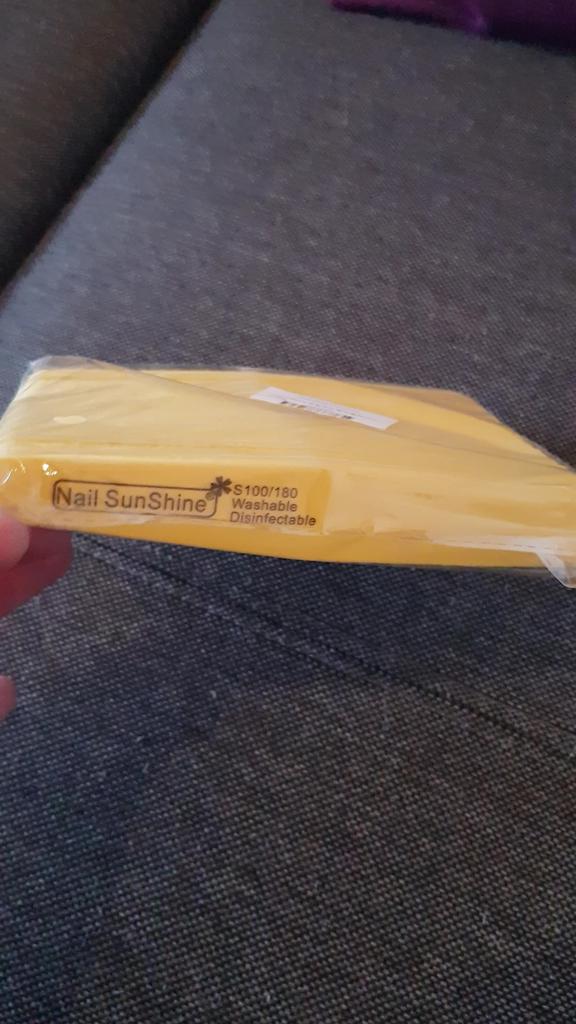 Nail SunShine®
S100/180
Washable
Disinfectable